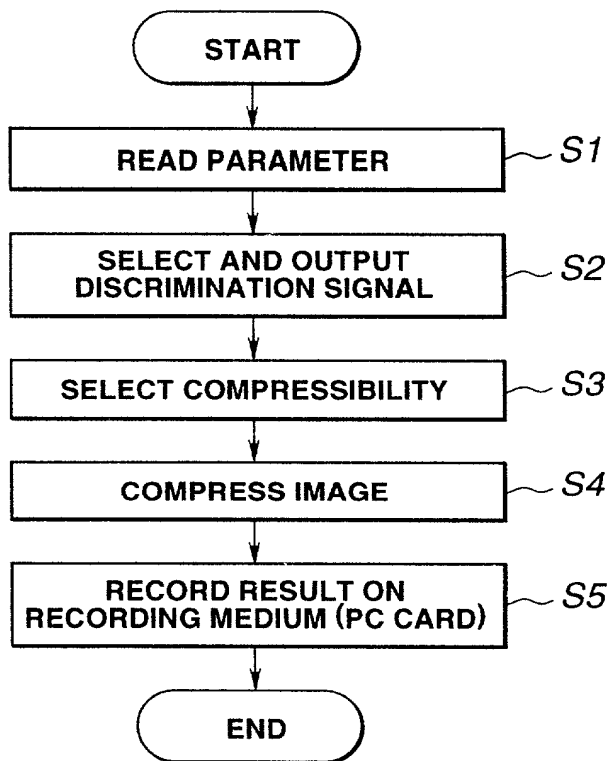 START
READ PARAMETER
S1
SELECT AND OUTPUT
DISCRIMINATION SIGNAL
S2
SELECT COMPRESSIBILITY
S3
COMPRESS IMAGE
S4
RECORD RESULT ON
RECORDING MEDIUM (PC CARD)
S5
END